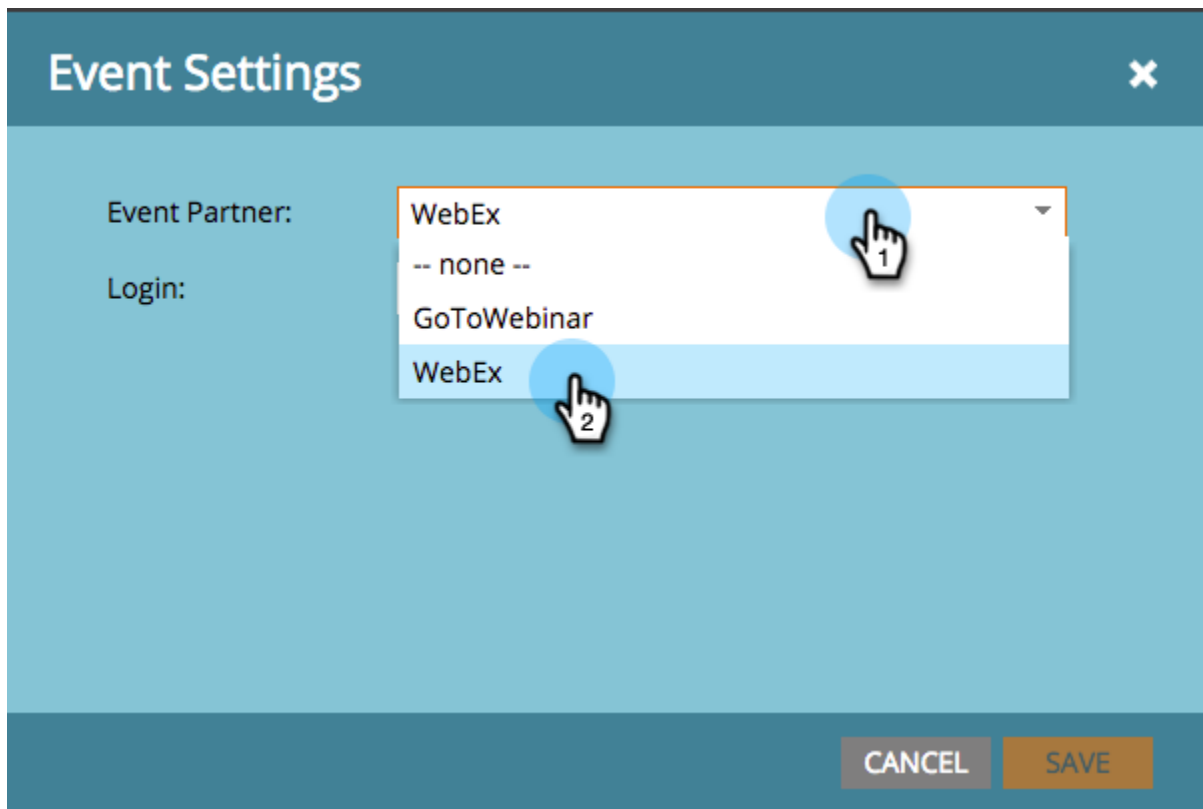 Event Settings
Event Partner:
WebEx
1
-- none --
Login:
GoToWebinar
WebEx
2
CANCEL
SAVE